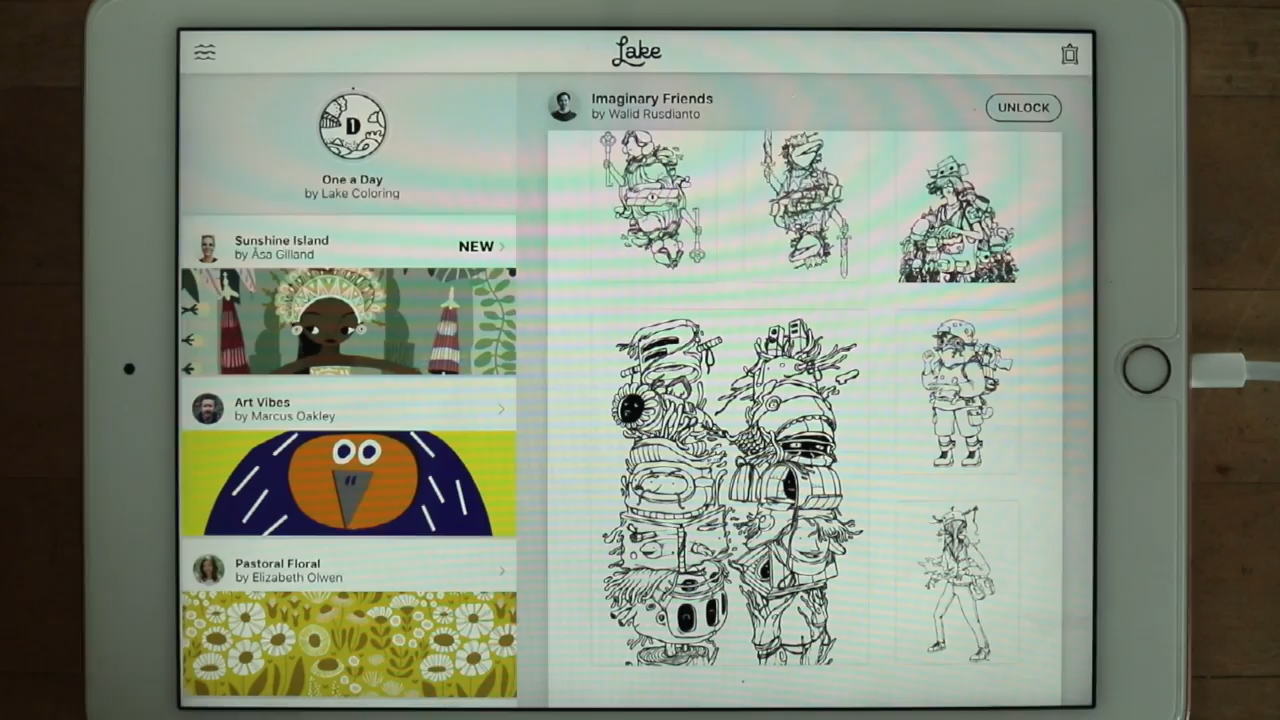 Lake
D
One a Day
by Lake Coloring
Sunshine Island
by Åsa Gilland
NEW
Art Vibes
by Marcus Oakley
Pastoral Floral
by Elizabeth Olwen
Imaginary Friends
by Walid Rusdianto
UNLOCK